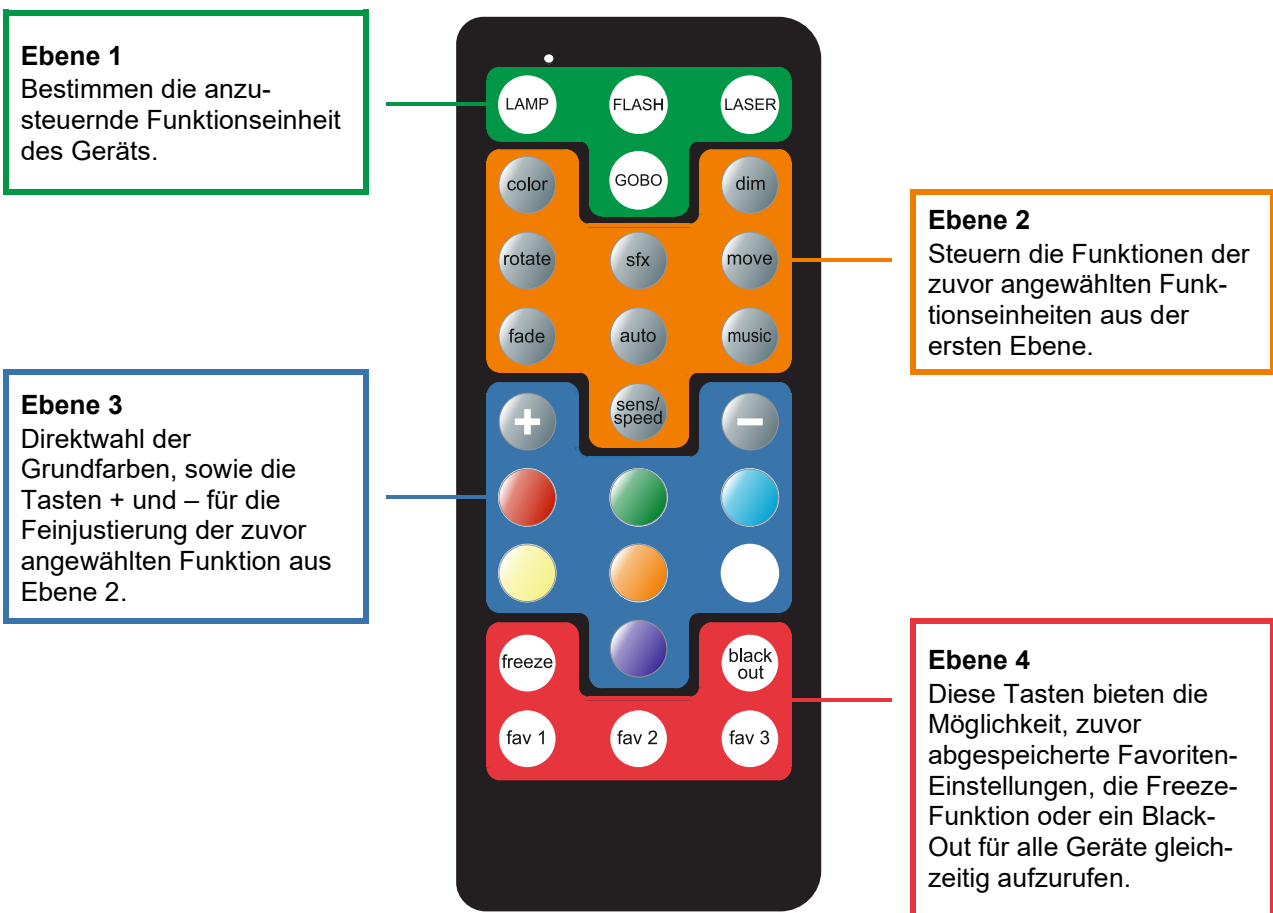 Ebene 1
Bestimmen die anzu-
steuernde Funktionseinheit
des Geräts.
LAMP FLASH LASER
GOBO
color dim
rotate sfx move
fade auto music
sens/
speed
+ −
Ebene 2
Steuern die Funktionen der
zuvor angewählten Funk-
tionseinheiten aus der
ersten Ebene.
Ebene 3
Direktwahl der
Grundfarben, sowie die
Tasten + und – für die
Feinjustierung der zuvor
angewählten Funktion aus
Ebene 2.
freeze black
out
fav 1 fav 2 fav 3
Ebene 4
Diese Tasten bieten die
Möglichkeit, zuvor
abgespeicherte Favoriten-
Einstellungen, die Freeze-
Funktion oder ein Black-
Out für alle Geräte gleich-
zeitig aufzurufen.